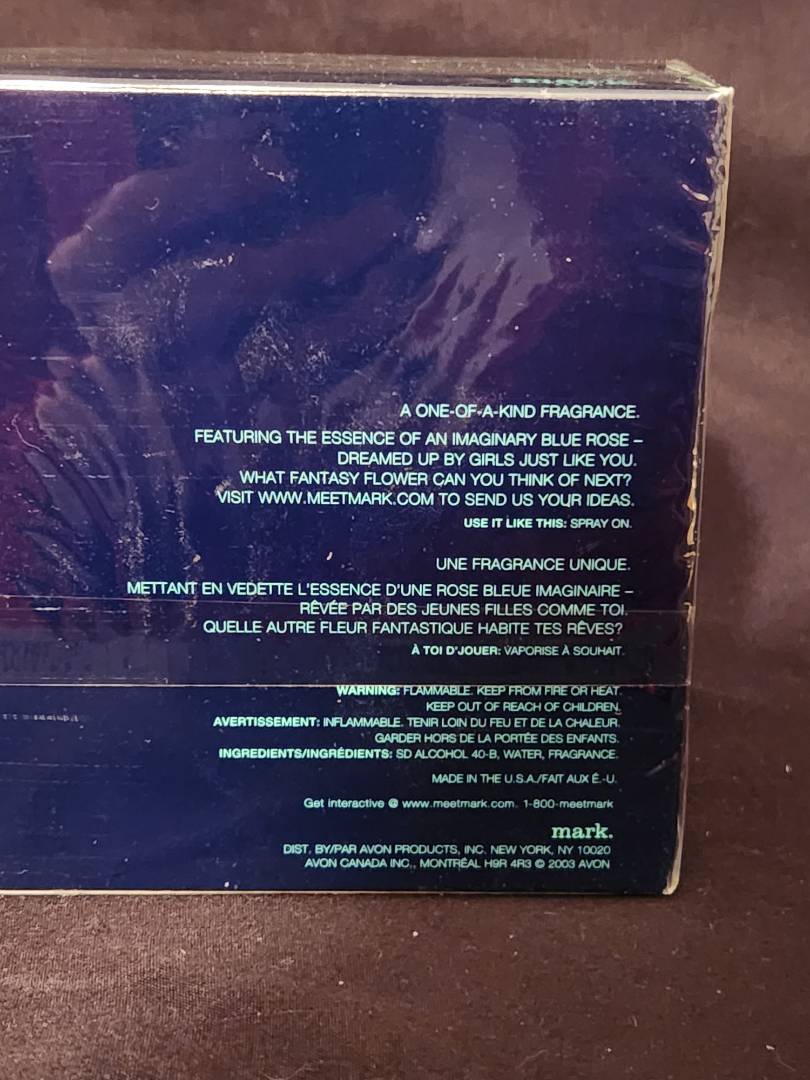 A ONE-OF-A-KIND FRAGRANCE.
FEATURING THE ESSENCE OF AN IMAGINARY BLUE ROSE –
DREAMED UP BY GIRLS JUST LIKE YOU.
WHAT FANTASY FLOWER CAN YOU THINK OF NEXT?
VISIT WWW.MEETMARK.COM TO SEND US YOUR IDEAS.
USE IT LIKE THIS: SPRAY ON.
UNE FRAGRANCE UNIQUE.
METTANT EN VEDETTE L'ESSENCE D'UNE ROSE BLEUE IMAGINAIRE –
RÊVÉE PAR DES JEUNES FILLES COMME TOI.
QUELLE AUTRE FLEUR FANTASTIQUE HABITE TES RÊVES?
À TOI D'JOUER: VAPORISE À SOUHAIT.
WARNING: FLAMMABLE. KEEP FROM FIRE OR HEAT.
KEEP OUT OF REACH OF CHILDREN.
AVERTISSEMENT: INFLAMMABLE. TENIR LOIN DU FEU ET DE LA CHALEUR.
GARDER HORS DE LA PORTÉE DES ENFANTS.
INGREDIENTS/INGRÉDIENTS: SD ALCOHOL 40-B, WATER, FRAGRANCE.
MADE IN THE U.S.A./FAIT AUX É.-U.
Get interactive @ www.meetmark.com. 1-800-meetmark
mark.
DIST. BY/PAR AVON PRODUCTS, INC. NEW YORK, NY 10020
AVON CANADA INC., MONTRÉAL H9R 4R3 © 2003 AVON